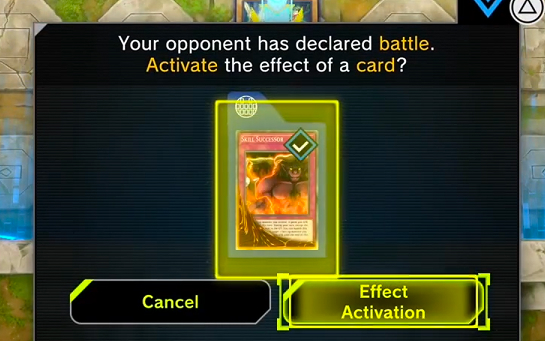 Your opponent has declared battle.
Activate the effect of a card?
Skill Successor
Cancel
Effect
Activation